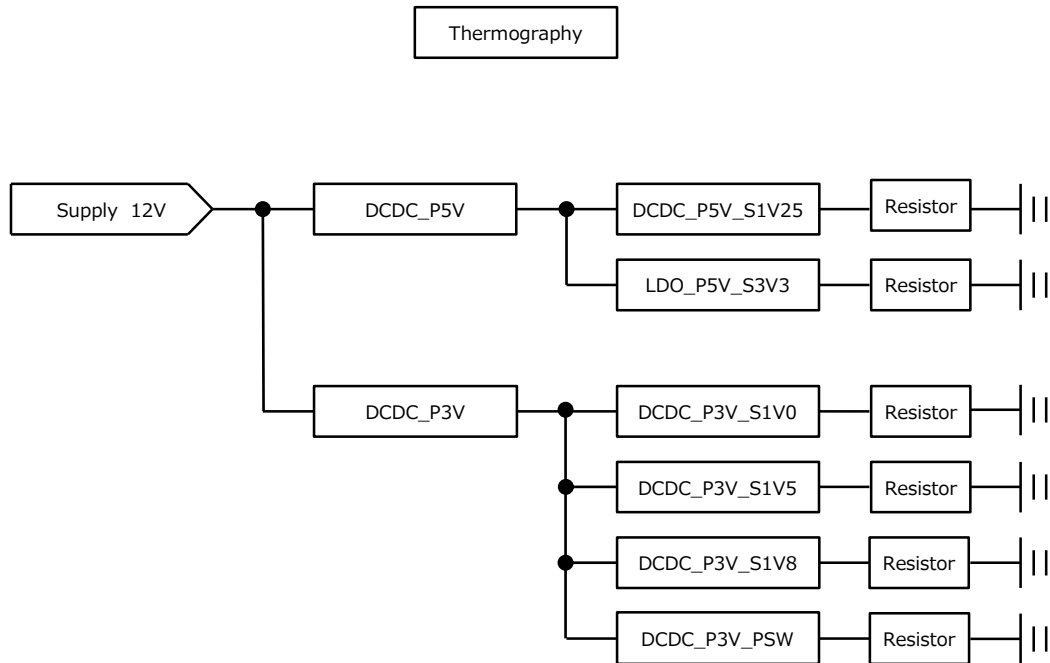 Thermography
Supply 12V
DCDC_P5V
DCDC_P5V_S1V25
Resistor
LDO_P5V_S3V3
Resistor
DCDC_P3V
DCDC_P3V_S1V0
Resistor
DCDC_P3V_S1V5
Resistor
DCDC_P3V_S1V8
Resistor
DCDC_P3V_PSW
Resistor